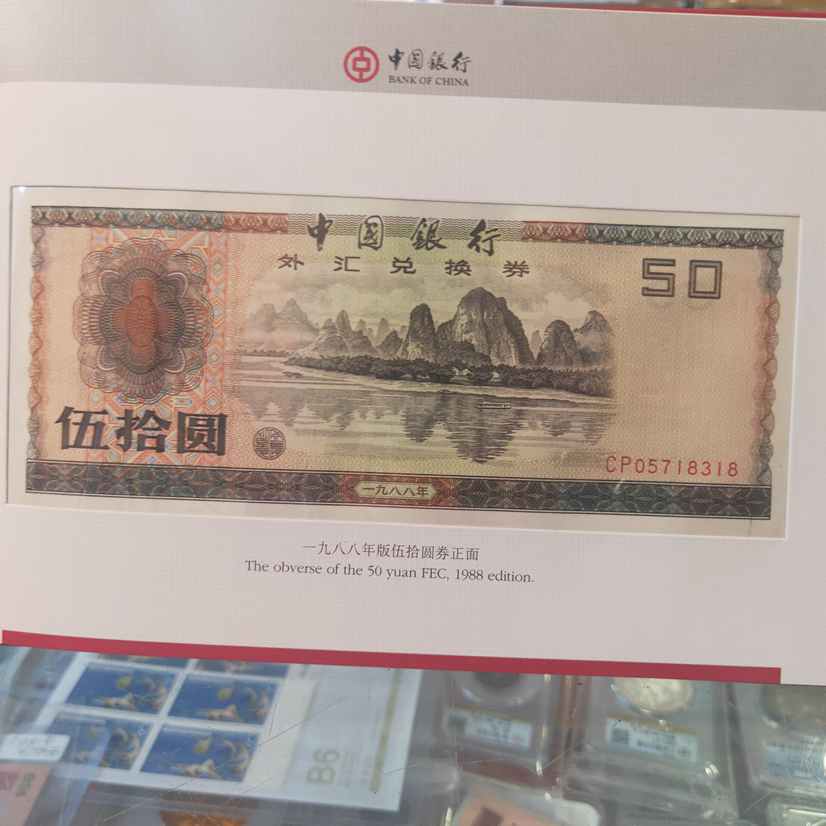 中国银行
BANK OF CHINA
中国银行
外汇兑换券
50
伍拾圆
CP05718318
一九八八年
一九八八年版伍拾圆券正面
The obverse of the 50 yuan FEC, 1988 edition.
B6